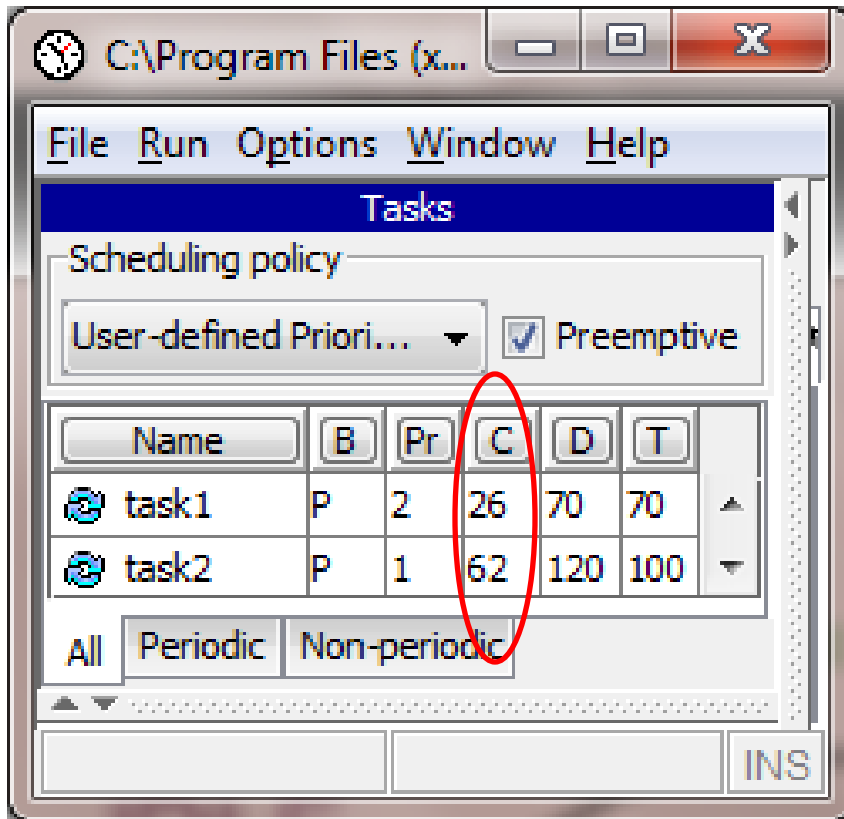 C:\Program Files (x...
File Run Options Window Help
Tasks
Scheduling policy
User-defined Priori... Preemptive
Name B Pr C D T
task1 P 2 26 70 70
task2 P 1 62 120 100
All Periodic Non-periodic
INS